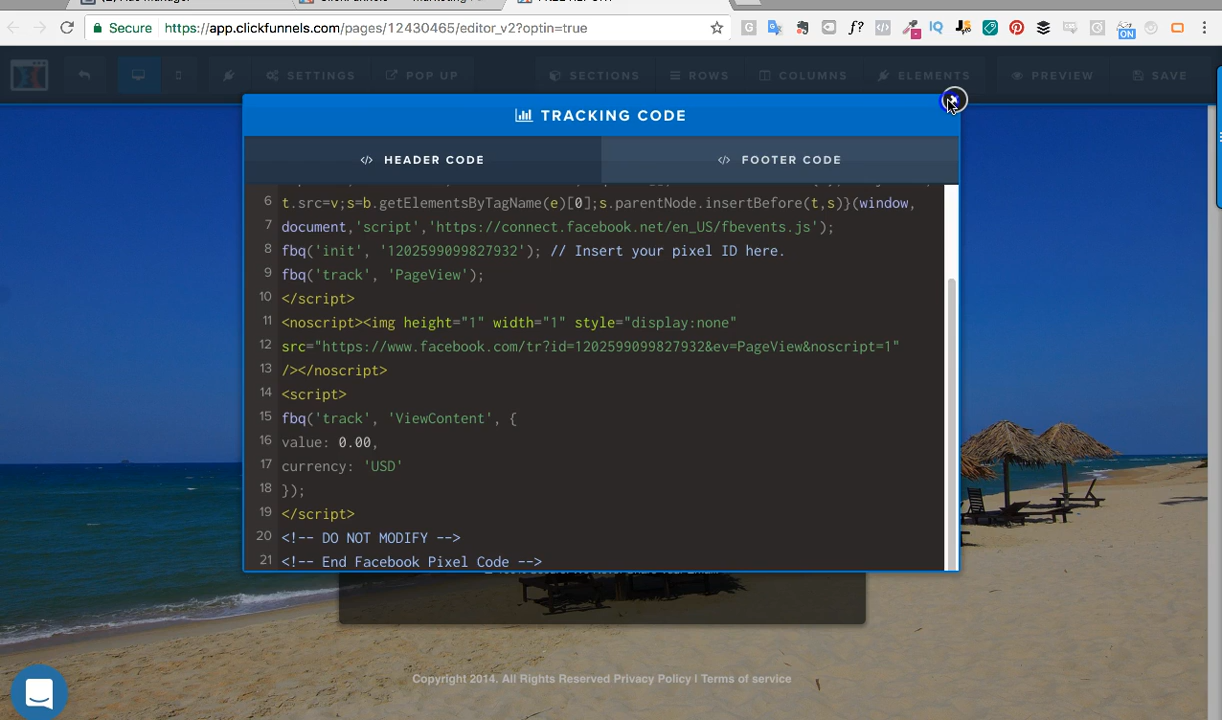 Secure https://app.clickfunnels.com/pages/12430465/editor_v2?optin=true
SETTINGS POP UP SECTIONS ROWS COLUMNS ELEMENTS PREVIEW SAVE
TRACKING CODE
</> HEADER CODE </> FOOTER CODE
6 t.src=v;s=b.getElementsByTagName(e)[0];s.parentNode.insertBefore(t,s)}(window,
7 document,'script','https://connect.facebook.net/en_US/fbevents.js');
8 fbq('init', '1202599099827932'); // Insert your pixel ID here.
9 fbq('track', 'PageView');
10 </script>
11 <noscript><img height="1" width="1" style="display:none"
12 src="https://www.facebook.com/tr?id=1202599099827932&ev=PageView&noscript=1"
13 /></noscript>
14 <script>
15 fbq('track', 'ViewContent', {
16 value: 0.00,
17 currency: 'USD'
18 });
19 </script>
20 <!-- DO NOT MODIFY -->
21 <!-- End Facebook Pixel Code -->
Copyright 2014. All Rights Reserved Privacy Policy I Terms of service